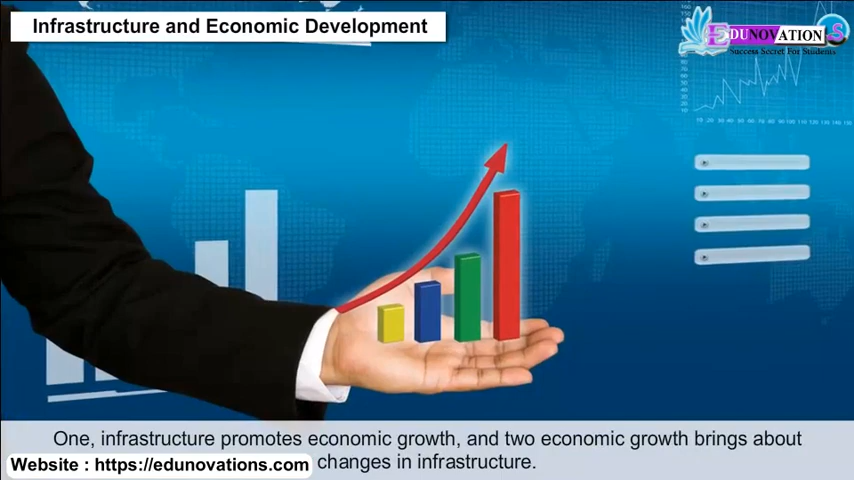 Infrastructure and Economic Development
EDUNOVATIONS
Success Secret For Students
One, infrastructure promotes economic growth, and two economic growth brings about
changes in infrastructure.
Website : https://edunovations.com